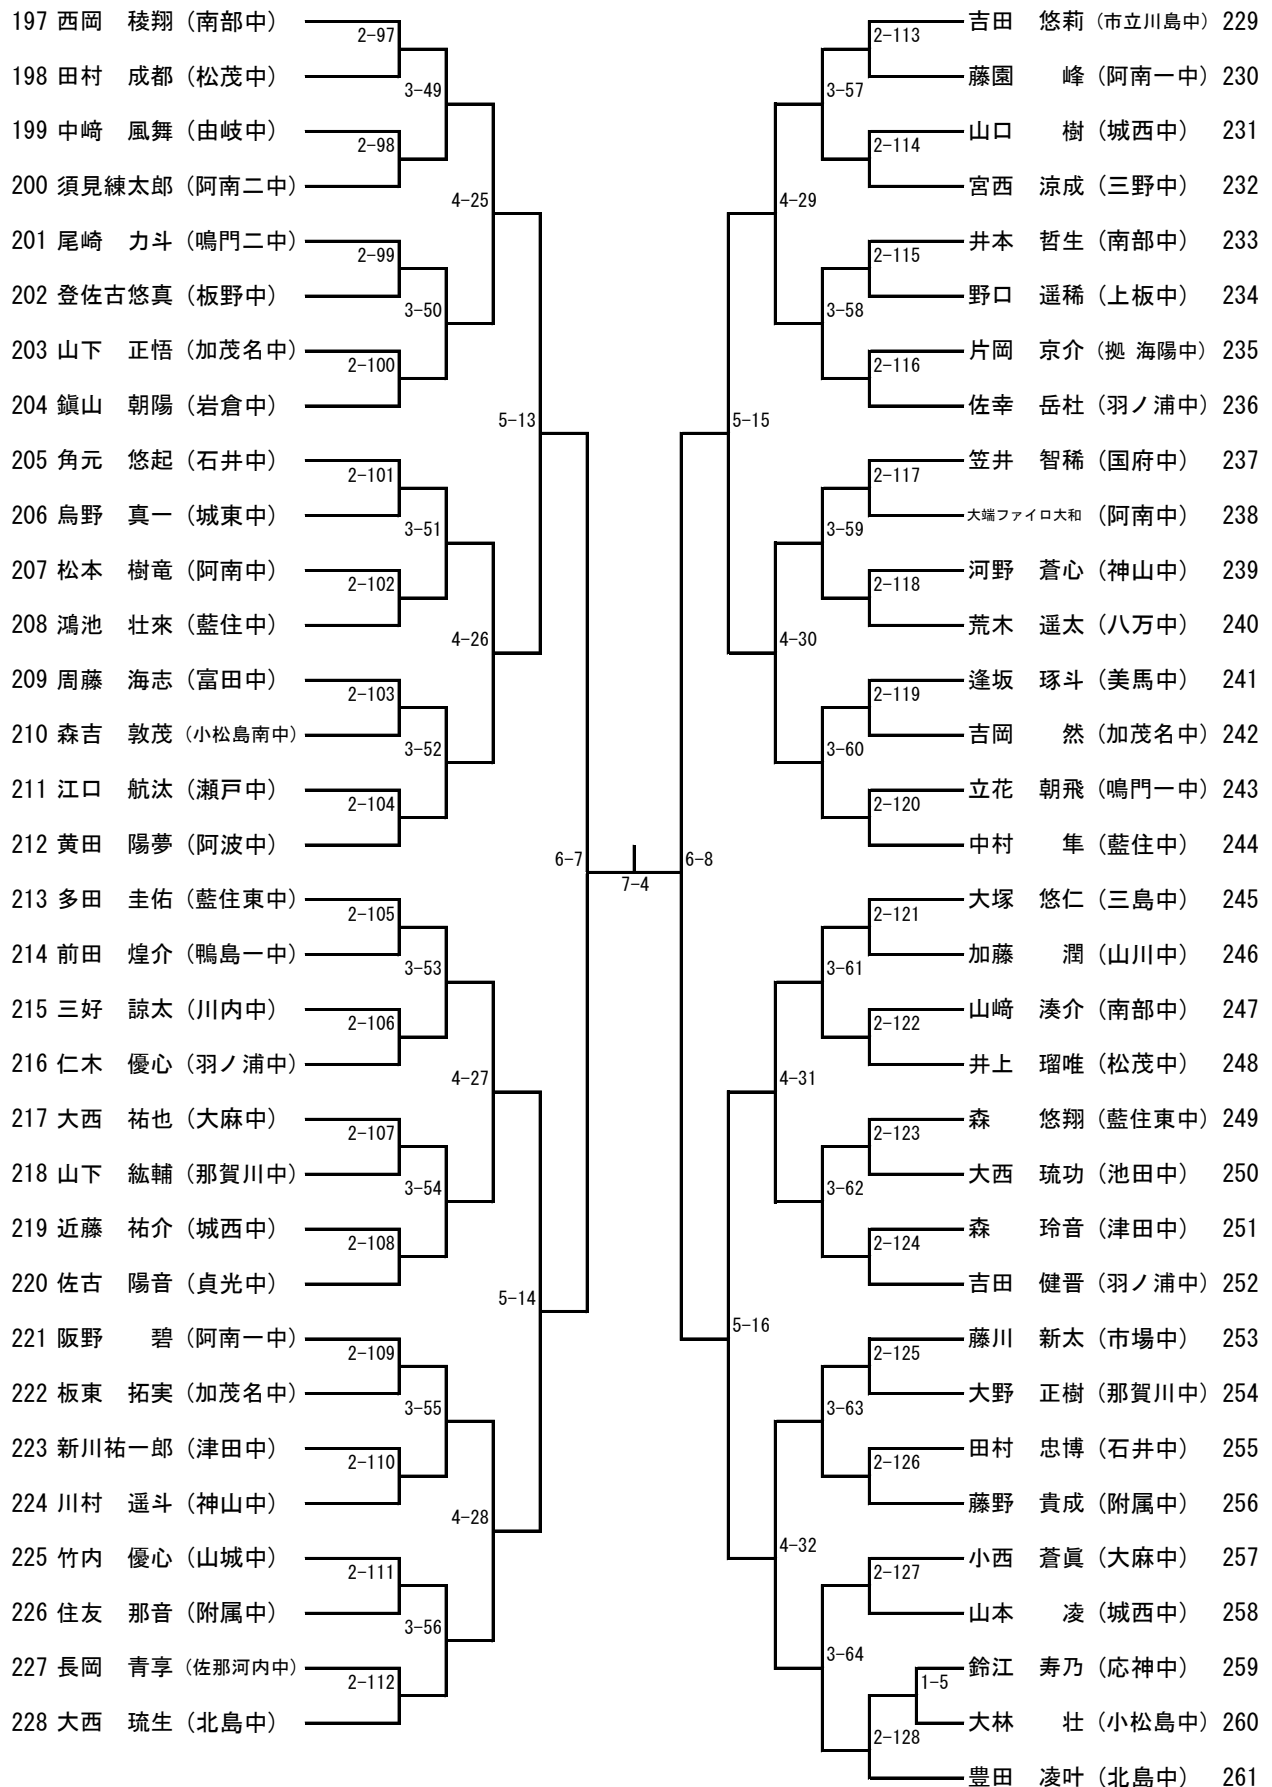 197 西岡　稜翔（南部中）
2-97
198 田村　成都（松茂中）
3-49
199 中﨑　風舞（由岐中）
2-98
200 須見練太郎（阿南二中）
4-25
201 尾崎　力斗（鳴門二中）
2-99
202 登佐古悠真（板野中）
3-50
203 山下　正悟（加茂名中）
2-100
204 鎭山　朝陽（岩倉中）
5-13
205 角元　悠起（石井中）
2-101
206 烏野　真一（城東中）
3-51
207 松本　樹竜（阿南中）
2-102
208 鴻池　壮來（藍住中）
4-26
209 周藤　海志（富田中）
2-103
210 森吉　敦茂（小松島南中）
3-52
211 江口　航汰（瀬戸中）
2-104
212 黄田　陽夢（阿波中）
6-7
213 多田　圭佑（藍住東中）
2-105
214 前田　煌介（鴨島一中）
3-53
215 三好　諒太（川内中）
2-106
216 仁木　優心（羽ノ浦中）
4-27
217 大西　祐也（大麻中）
2-107
218 山下　紘輔（那賀川中）
3-54
219 近藤　祐介（城西中）
2-108
220 佐古　陽音（貞光中）
5-14
221 阪野　碧（阿南一中）
2-109
222 板東　拓実（加茂名中）
3-55
223 新川祐一郎（津田中）
2-110
224 川村　遥斗（神山中）
4-28
225 竹内　優心（山城中）
2-111
226 住友　那音（附属中）
3-56
227 長岡　青享（佐那河内中）
2-112
228 大西　琉生（北島中）
7-4
吉田　悠莉（市立川島中）229
2-113
藤園　峰（阿南一中）230
3-57
山口　樹（城西中）231
2-114
宮西　涼成（三野中）232
4-29
井本　哲生（南部中）233
2-115
野口　遥稀（上板中）234
3-58
片岡　京介（拠 海陽中）235
2-116
佐幸　岳杜（羽ノ浦中）236
5-15
笠井　智稀（国府中）237
2-117
大端ファイロ大和（阿南中）238
3-59
河野　蒼心（神山中）239
2-118
荒木　遥太（八万中）240
4-30
逢坂　琢斗（美馬中）241
2-119
吉岡　然（加茂名中）242
3-60
立花　朝飛（鳴門一中）243
2-120
中村　隼（藍住中）244
6-8
大塚　悠仁（三島中）245
2-121
加藤　潤（山川中）246
3-61
山﨑　湊介（南部中）247
2-122
井上　瑠唯（松茂中）248
4-31
森　悠翔（藍住東中）249
2-123
大西　琉功（池田中）250
3-62
森　玲音（津田中）251
2-124
吉田　健晋（羽ノ浦中）252
5-16
藤川　新太（市場中）253
2-125
大野　正樹（那賀川中）254
3-63
田村　忠博（石井中）255
2-126
藤野　貴成（附属中）256
4-32
小西　蒼眞（大麻中）257
2-127
山本　凌（城西中）258
3-64
鈴江　寿乃（応神中）259
1-5
大林　壮（小松島中）260
2-128
豊田　凌叶（北島中）261